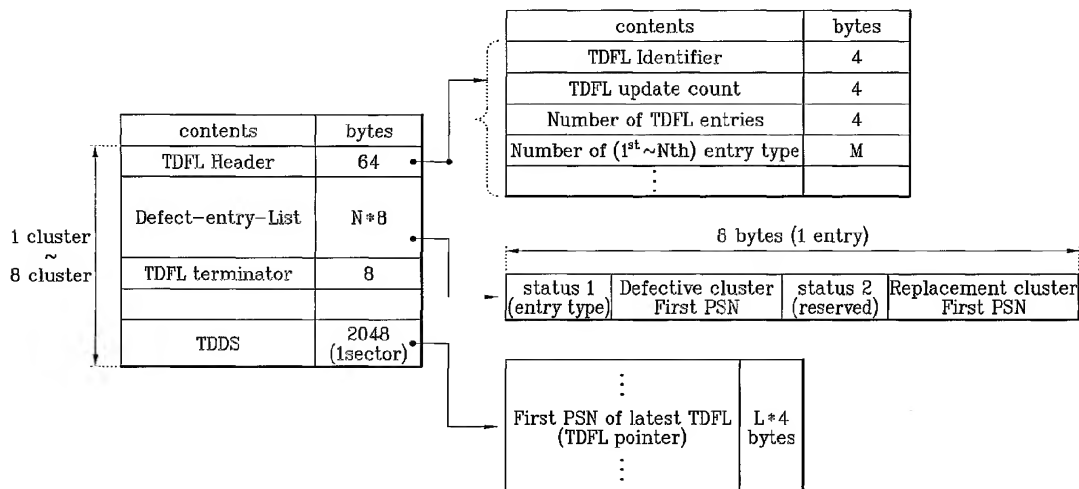 contents bytes
TDFL Identifier 4
TDFL update count 4
Number of TDFL entries 4
Number of (1st~Nth) entry type M
⋮
contents bytes
TDFL Header 64
Defect-entry-List N*8
TDFL terminator 8
TDDS 2048
(1sector)
1 cluster
~
8 cluster
8 bytes (1 entry)
status 1
(entry type)
Defective cluster
First PSN
status 2
(reserved)
Replacement cluster
First PSN
⋮
First PSN of latest TDFL
(TDFL pointer)
⋮
L*4
bytes